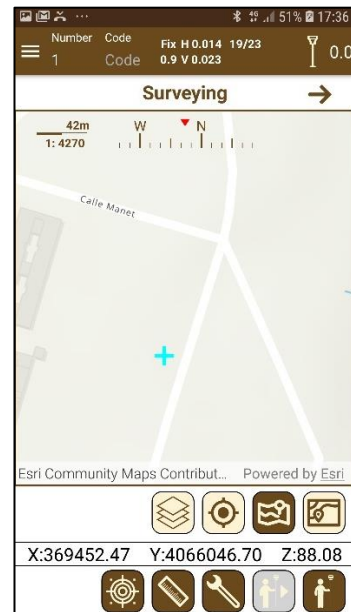 51% 17:36
Number Code Fix H 0.014 19/23
1 Code 0.9 V 0.023 0.0
Surveying
42m
1: 4270
W N
Calle Manet
Esri Community Maps Contribut... Powered by Esri
X:369452.47 Y:4066046.70 Z:88.08